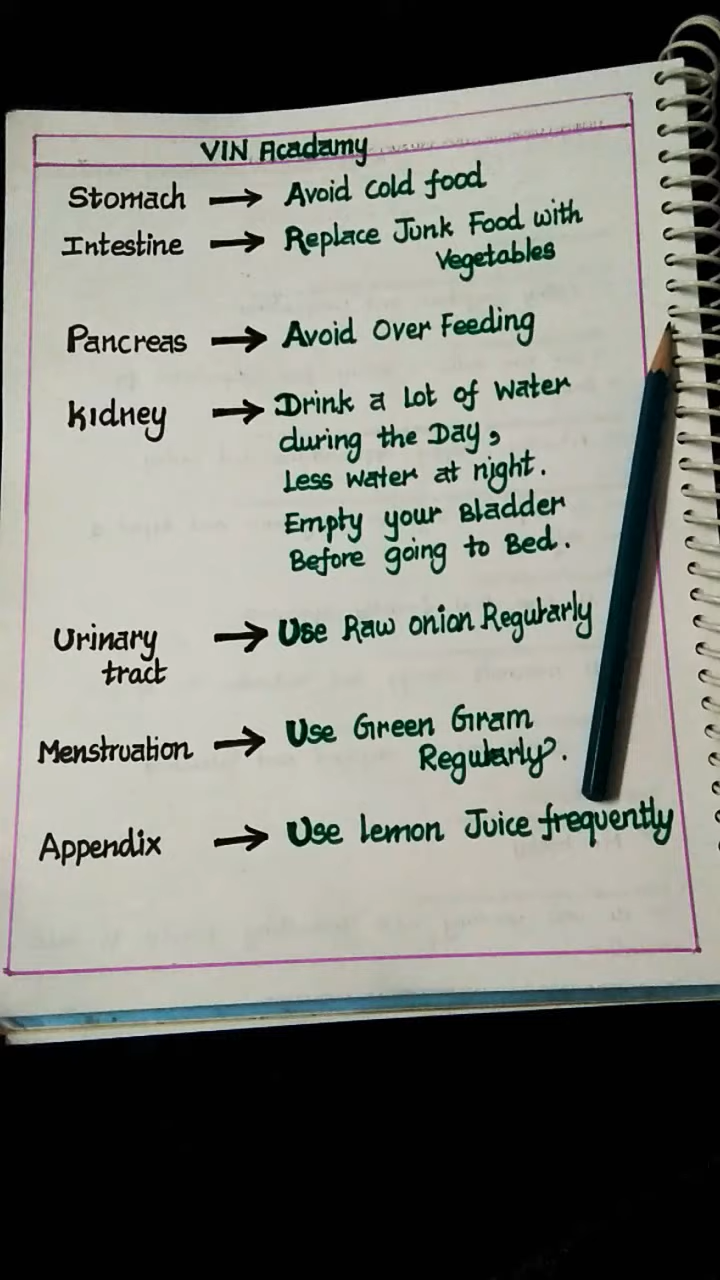 VIN Acadamy
Stomach → Avoid cold food
Intestine → Replace Junk Food with
Vegetables
Pancreas → Avoid Over Feeding
Kidney → Drink a Lot of water
during the Day,
Less water at night.
Empty your Bladder
Before going to Bed.
Urinary → Use Raw onion Regularly
tract
Menstruation → Use Green Gram
Regularly.
Appendix → Use lemon Juice frequently